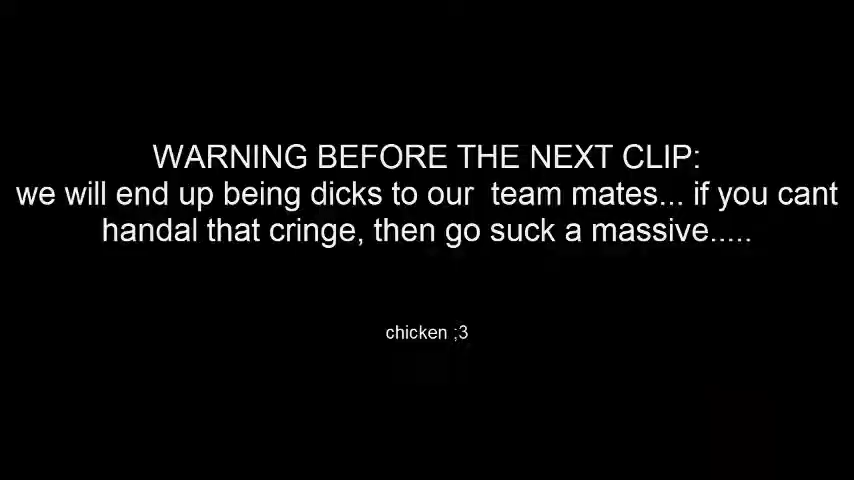 WARNING BEFORE THE NEXT CLIP:
we will end up being dicks to our  team mates... if you cant
handal that cringe, then go suck a massive.....
chicken ;3